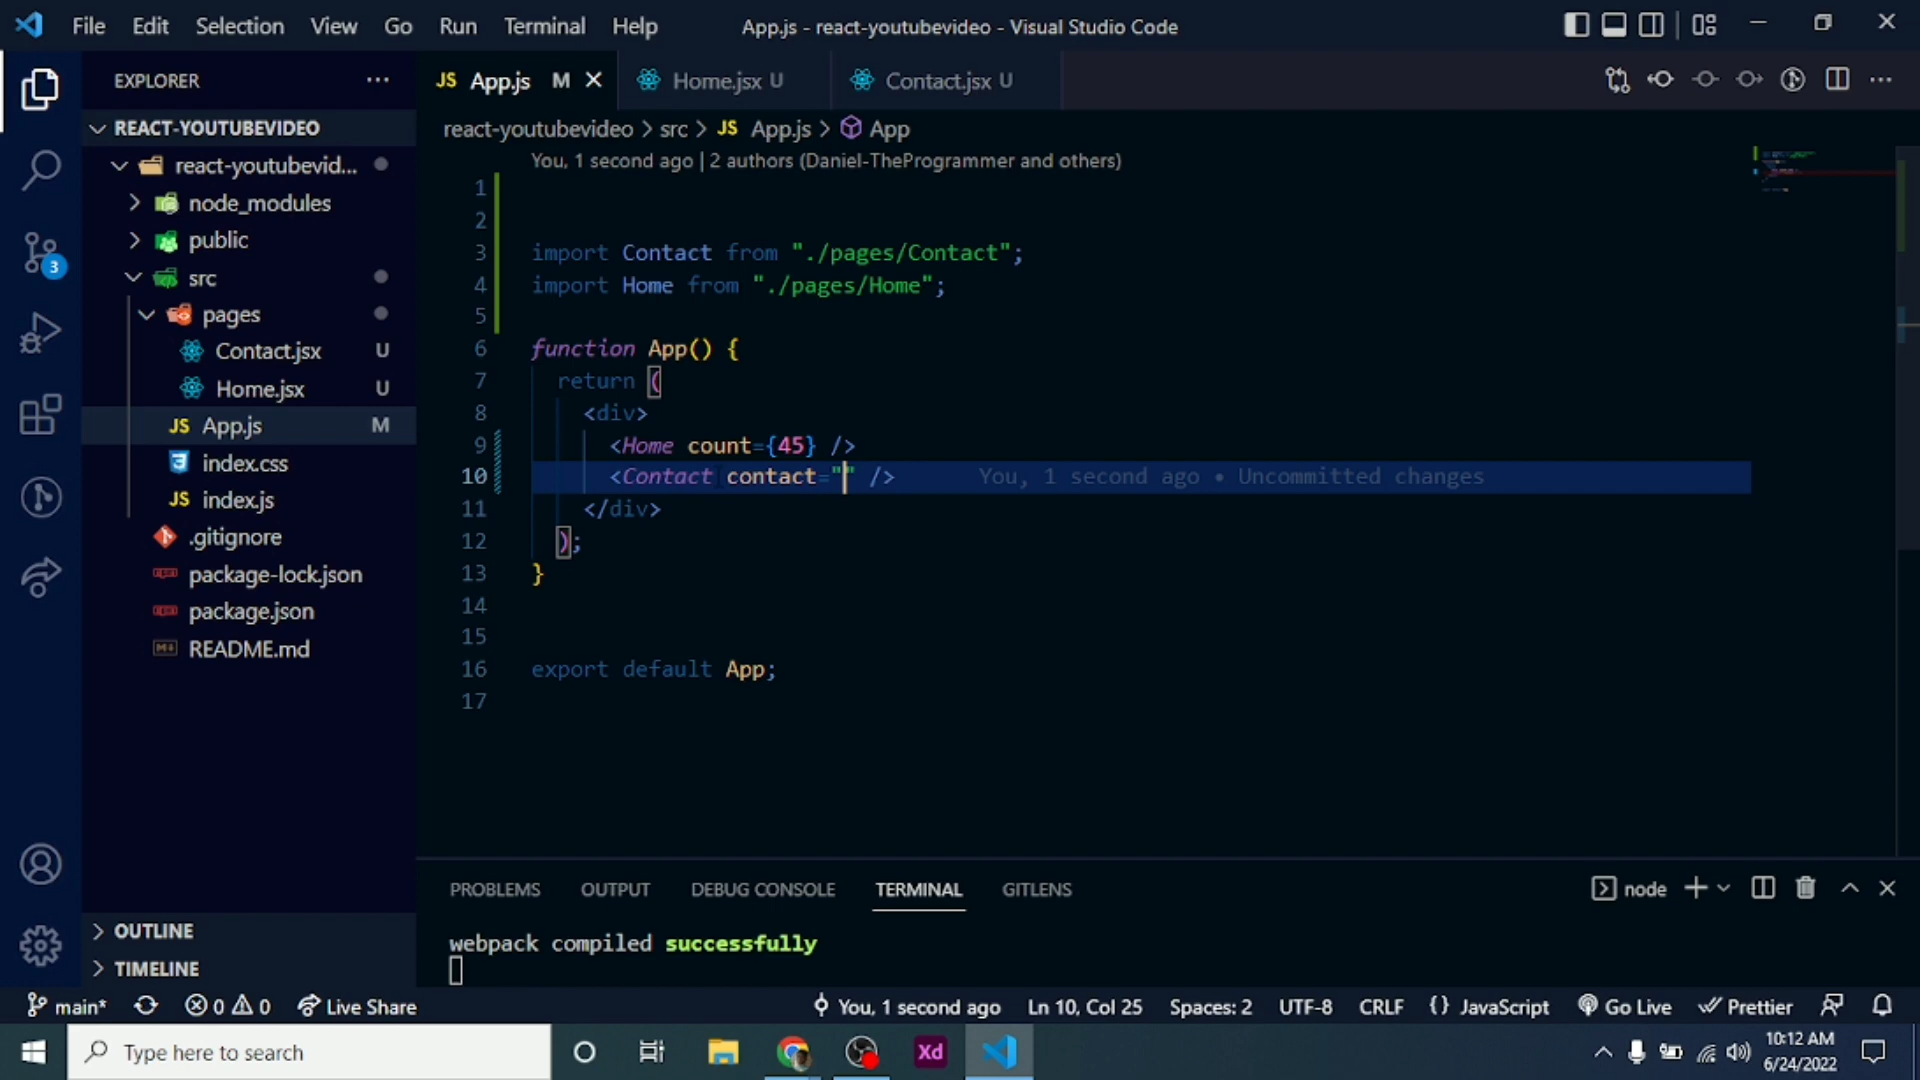 File Edit Selection View Go Run Terminal Help App.js - react-youtubevideo - Visual Studio Code
EXPLORER ···
JS App.js M
Home.jsx U
Contact.jsx U
REACT-YOUTUBEVIDEO
react-youtubevid...
node_modules
public
src
pages
Contact.jsx U
Home.jsx U
JS App.js M
index.css
JS index.js
.gitignore
package-lock.json
package.json
README.md
OUTLINE
TIMELINE
3
react-youtubevideo > src > JS App.js > App
You, 1 second ago | 2 authors (Daniel-TheProgrammer and others)
1
2
3 import Contact from "./pages/Contact";
4 import Home from "./pages/Home";
5
6 function App() {
7 return (
8 <div>
9 <Home count={45} />
10 <Contact contact="" /> You, 1 second ago • Uncommitted changes
11 </div>
12 );
13 }
14
15
16 export default App;
17
PROBLEMS OUTPUT DEBUG CONSOLE TERMINAL GITLENS node
webpack compiled successfully
main* 0 0 Live Share You, 1 second ago Ln 10, Col 25 Spaces: 2 UTF-8 CRLF {} JavaScript Go Live Prettier
Type here to search
Xd
10:12 AM
6/24/2022